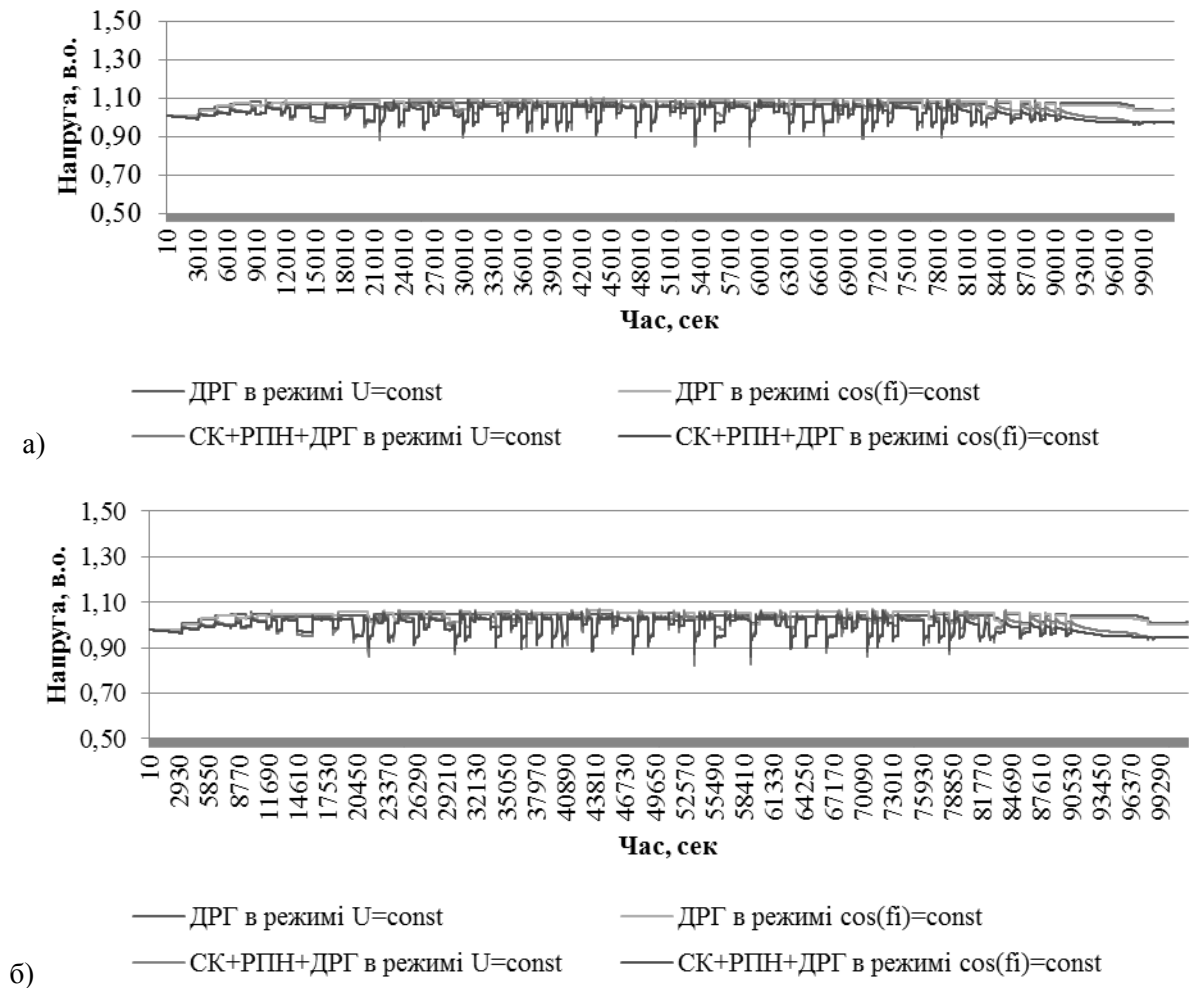 1,50
1,30
1,10
0,90
0,70
0,50
Напруга, в.о.
10 3010 6010 9010 12010 15010 18010 21010 24010 27010 30010 33010 36010 39010 42010 45010 48010 51010 54010 57010 60010 63010 66010 69010 72010 75010 78010 81010 84010 87010 90010 93010 96010 99010
Час, сек
ДРГ в режимі U=const ДРГ в режимі cos(fi)=const
СК+РПН+ДРГ в режимі U=const СК+РПН+ДРГ в режимі cos(fi)=const
а)
1,50
1,30
1,10
0,90
0,70
0,50
Напруга, в.о.
10 2930 5850 8770 11690 14610 17530 20450 23370 26290 29210 32130 35050 37970 40890 43810 46730 49650 52570 55490 58410 61330 64250 67170 70090 73010 75930 78850 81770 84690 87610 90530 93450 96370 99290
Час, сек
ДРГ в режимі U=const ДРГ в режимі cos(fi)=const
СК+РПН+ДРГ в режимі U=const СК+РПН+ДРГ в режимі cos(fi)=const
б)